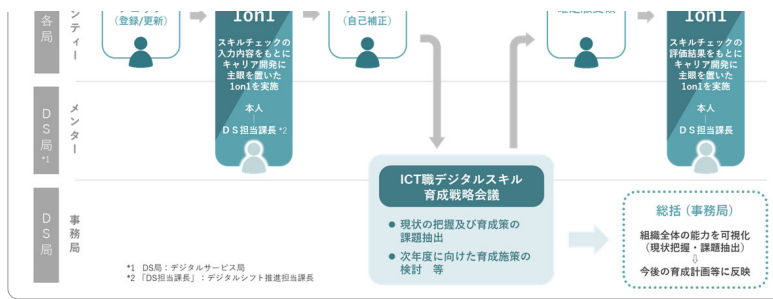 各局
ンティー
(登録/更新)
1on1
スキルチェックの
入力内容をもとに
キャリア開発に
主眼を置いた
1on1を実施
本人
DS担当課長 *2
(自己補正)
1on1
スキルチェックの
評価結果をもとに
キャリア開発に
主眼を置いた
1on1を実施
本人
DS担当課長
DS局
*1
メンター
ICT職デジタルスキル
育成戦略会議
● 現状の把握及び育成策の
課題抽出
● 次年度に向けた育成施策の
検討 等
DS局
事務局
総括 (事務局)
組織全体の能力を可視化
(現状把握・課題抽出)
⇩
今後の育成計画等に反映
*1 DS局:デジタルサービス局
*2 「DS担当課長」:デジタルシフト推進担当課長